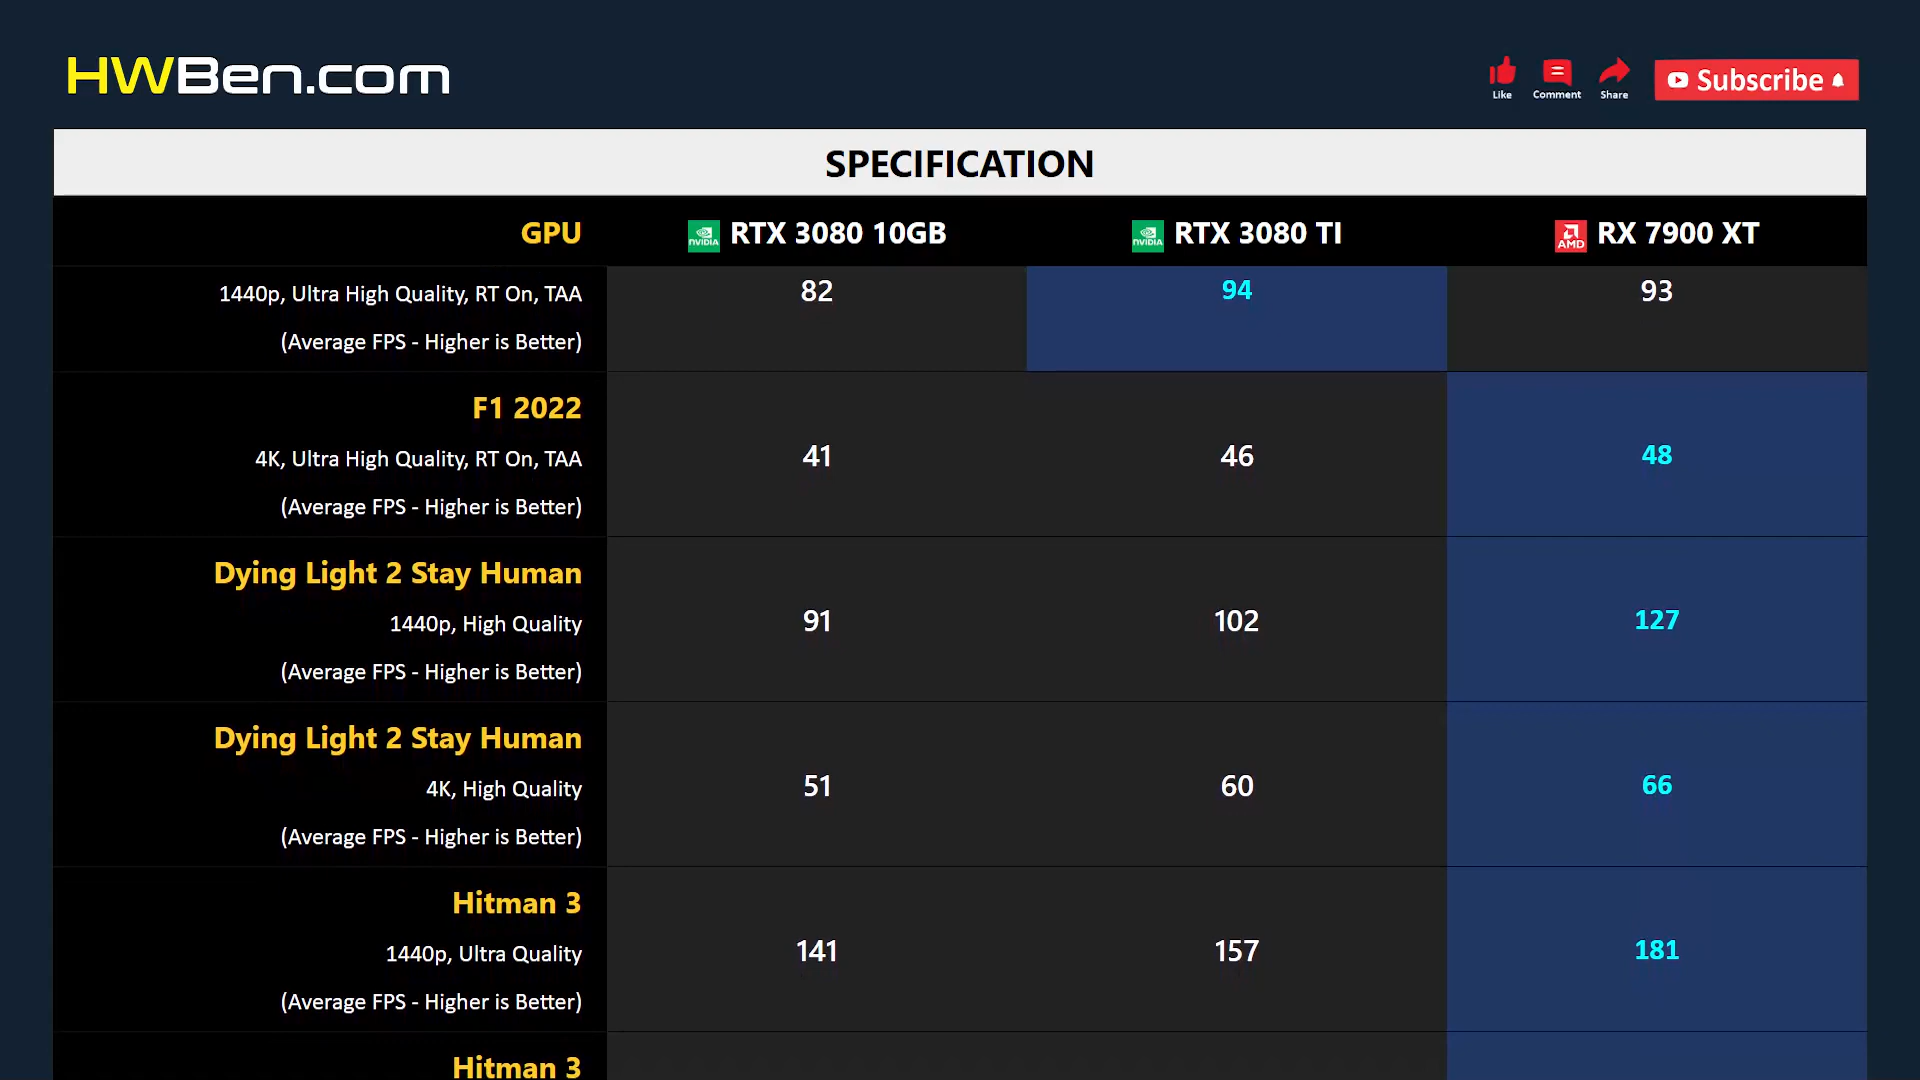 HWBen.com
Like Comment Share Subscribe
SPECIFICATION
GPU NVIDIA RTX 3080 10GB NVIDIA RTX 3080 TI AMD RX 7900 XT
1440p, Ultra High Quality, RT On, TAA 82 94 93
(Average FPS - Higher is Better)
F1 2022
4K, Ultra High Quality, RT On, TAA 41 46 48
(Average FPS - Higher is Better)
Dying Light 2 Stay Human
1440p, High Quality 91 102 127
(Average FPS - Higher is Better)
Dying Light 2 Stay Human
4K, High Quality 51 60 66
(Average FPS - Higher is Better)
Hitman 3
1440p, Ultra Quality 141 157 181
(Average FPS - Higher is Better)
Hitman 3